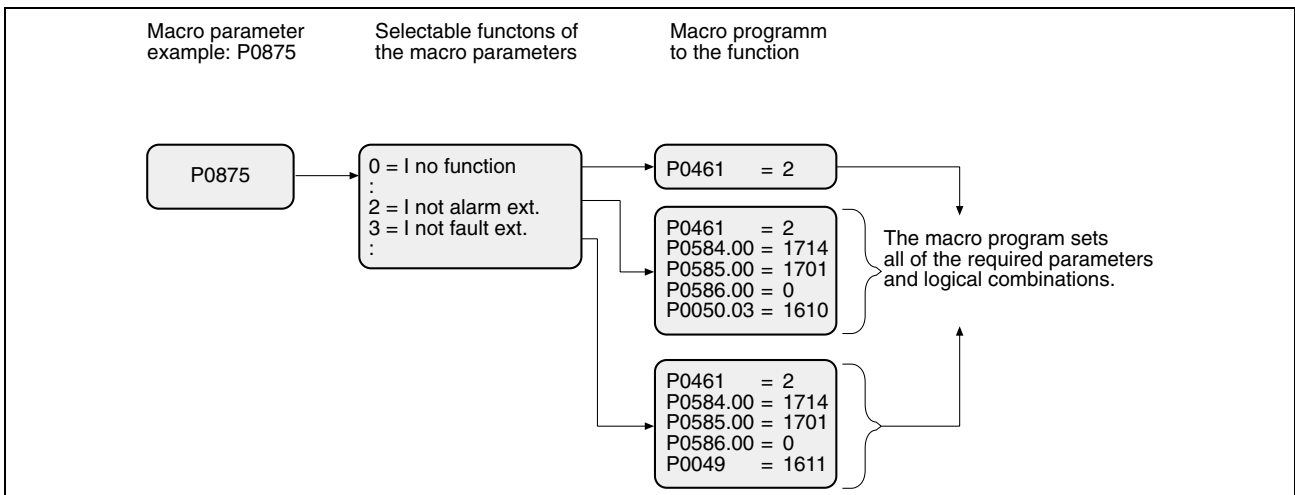 Macro parameter
example: P0875
Selectable functons of
the macro parameters
Macro programm
to the function
P0875
0 = I no function
:
2 = I not alarm ext.
3 = I not fault ext.
:
P0461 = 2
P0461 = 2
P0584.00 = 1714
P0585.00 = 1701
P0586.00 = 0
P0050.03 = 1610
The macro program sets
all of the required parameters
and logical combinations.
P0461 = 2
P0584.00 = 1714
P0585.00 = 1701
P0586.00 = 0
P0049 = 1611